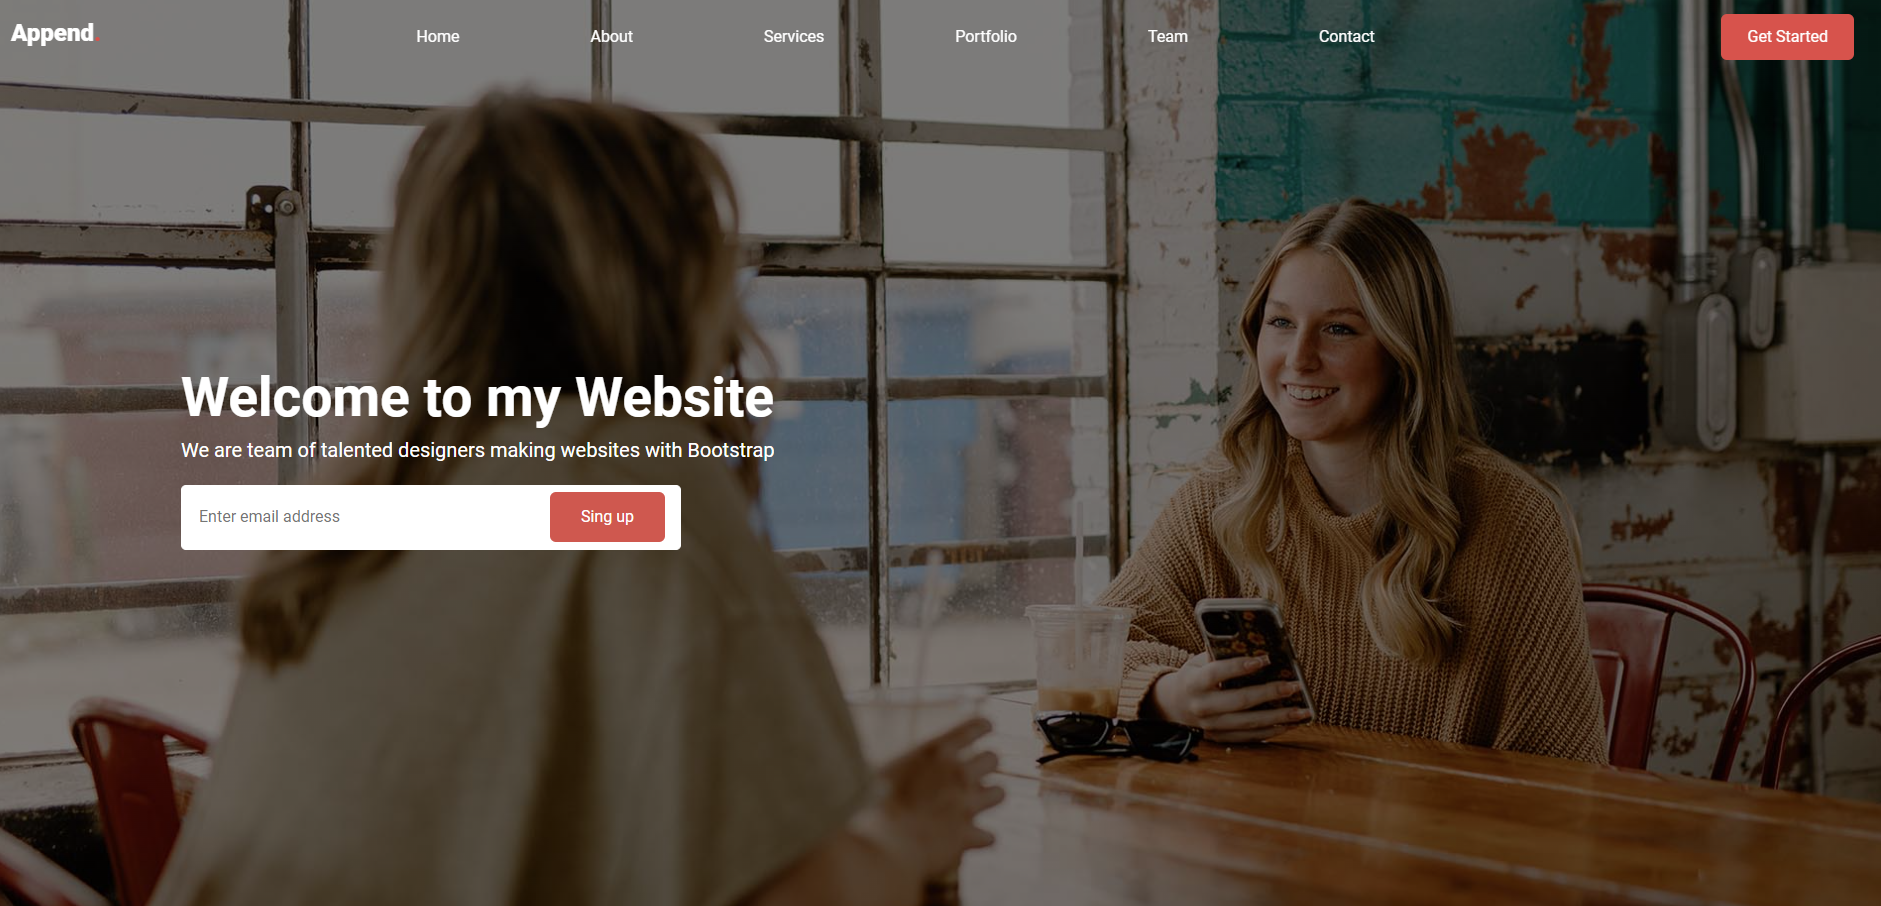 Append.
Home About Services Portfolio Team Contact Get Started
Welcome to my Website
We are team of talented designers making websites with Bootstrap
Enter email address Sing up